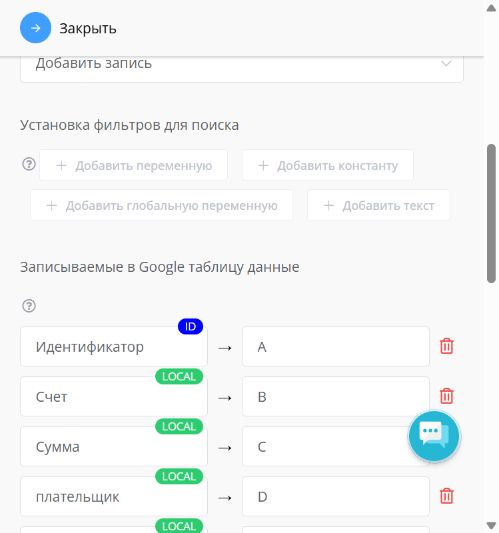 Закрыть
Добавить запись
Установка фильтров для поиска
? + Добавить переменную + Добавить константу
+ Добавить глобальную переменную + Добавить текст
Записываемые в Google таблицу данные
?
ID
Идентификатор → A
LOCAL
Счет → B
LOCAL
Сумма → C
LOCAL
плательщик → D
LOCAL